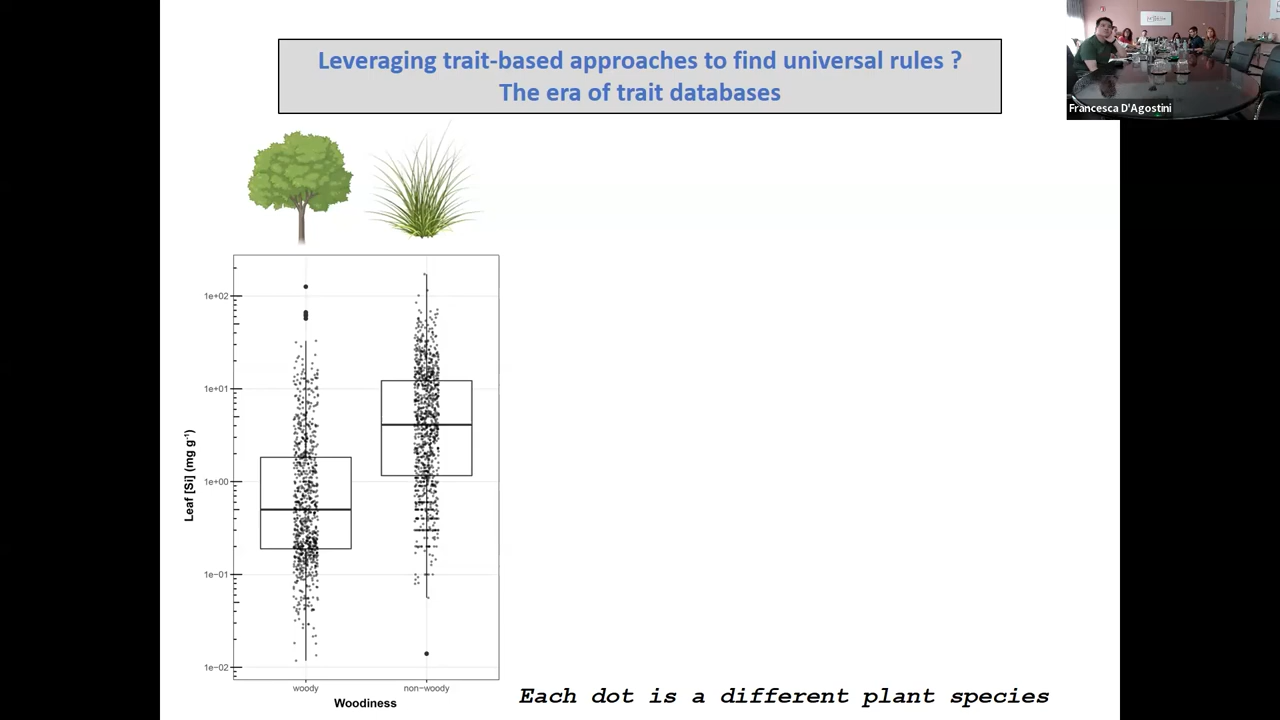 Leveraging trait-based approaches to find universal rules ?
The era of trait databases
Francesca D'Agostini
1e+02
1e+01
1e+00
1e−01
1e−02
Leaf [Si] (mg g⁻¹)
woody
non-woody
Woodiness
Each dot is a different plant species